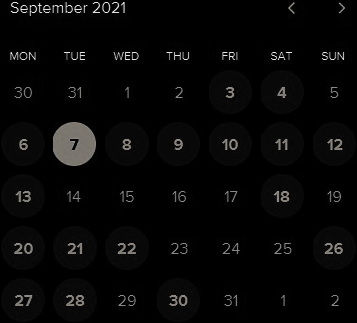 September 2021
MON TUE WED THU FRI SAT SUN
30 31 1 2 3 4 5
6 7 8 9 10 11 12
13 14 15 16 17 18 19
20 21 22 23 24 25 26
27 28 29 30 31 1 2